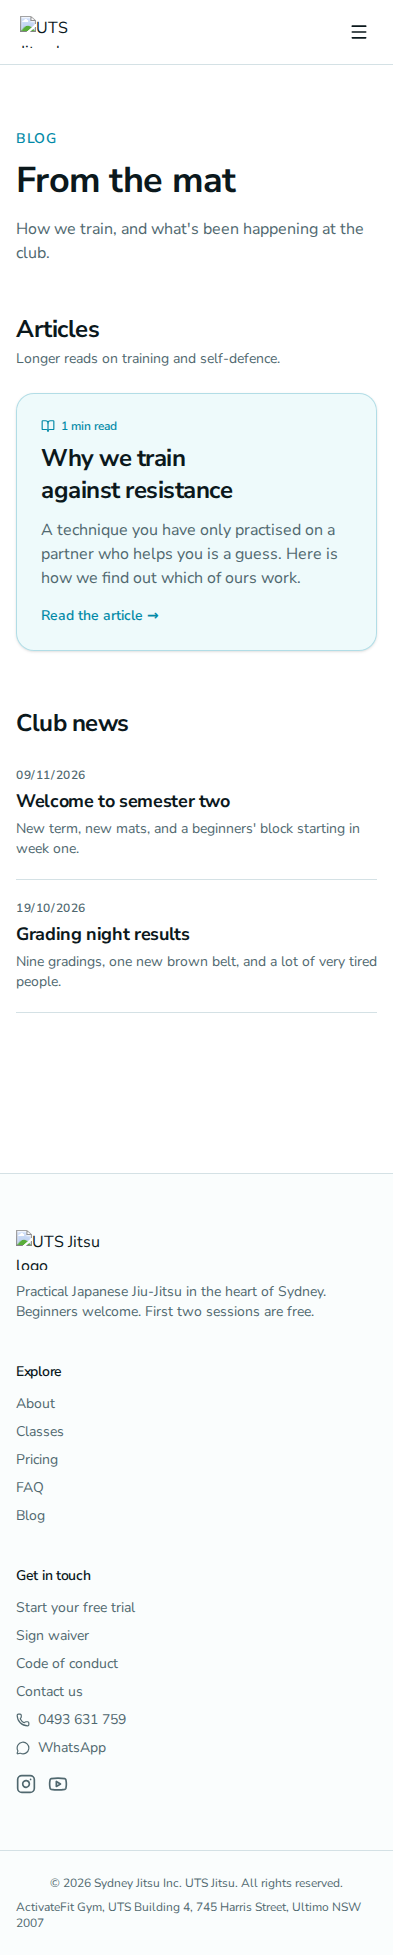 UTS
BLOG
From the mat
How we train, and what's been happening at the
club.
Articles
Longer reads on training and self-defence.
1 min read
Why we train
against resistance
A technique you have only practised on a
partner who helps you is a guess. Here is
how we find out which of ours work.
Read the article →
Club news
09/11/2026
Welcome to semester two
New term, new mats, and a beginners' block starting in
week one.
19/10/2026
Grading night results
Nine gradings, one new brown belt, and a lot of very tired
people.
UTS Jitsu
logo
Practical Japanese Jiu-Jitsu in the heart of Sydney.
Beginners welcome. First two sessions are free.
Explore
About
Classes
Pricing
FAQ
Blog
Get in touch
Start your free trial
Sign waiver
Code of conduct
Contact us
0493 631 759
WhatsApp
© 2026 Sydney Jitsu Inc. UTS Jitsu. All rights reserved.
ActivateFit Gym, UTS Building 4, 745 Harris Street, Ultimo NSW
2007